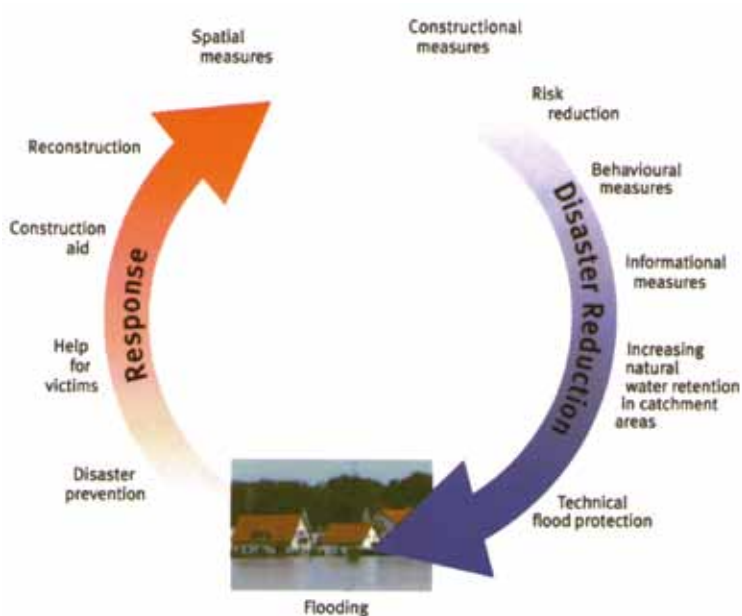 Spatial
measures
Constructional
measures
Risk
reduction
Behavioural
measures
Informational
measures
Increasing
natural
water retention
in catchment
areas
Technical
flood protection
Disaster Reduction
Flooding
Disaster
prevention
Help
for
victims
Construction
aid
Reconstruction
Response